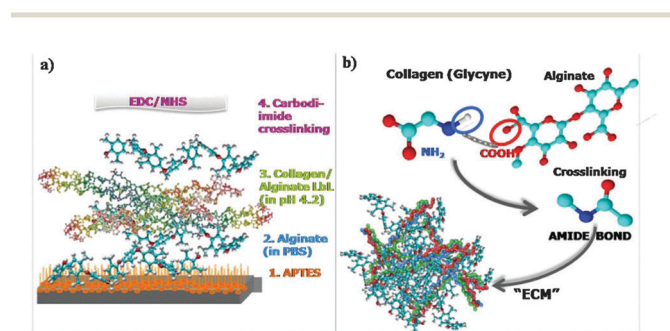 a)
EDC/NHS
4. Carbodi-
imide
crosslinking
3. Collagen/
Alginate LbL
(in pH 4.2)
2. Alginate
(in PBS)
1. APTES
b)
Collagen (Glycyne)
Alginate
NH₂
COOH
Crosslinking
AMIDE BOND
"ECM"